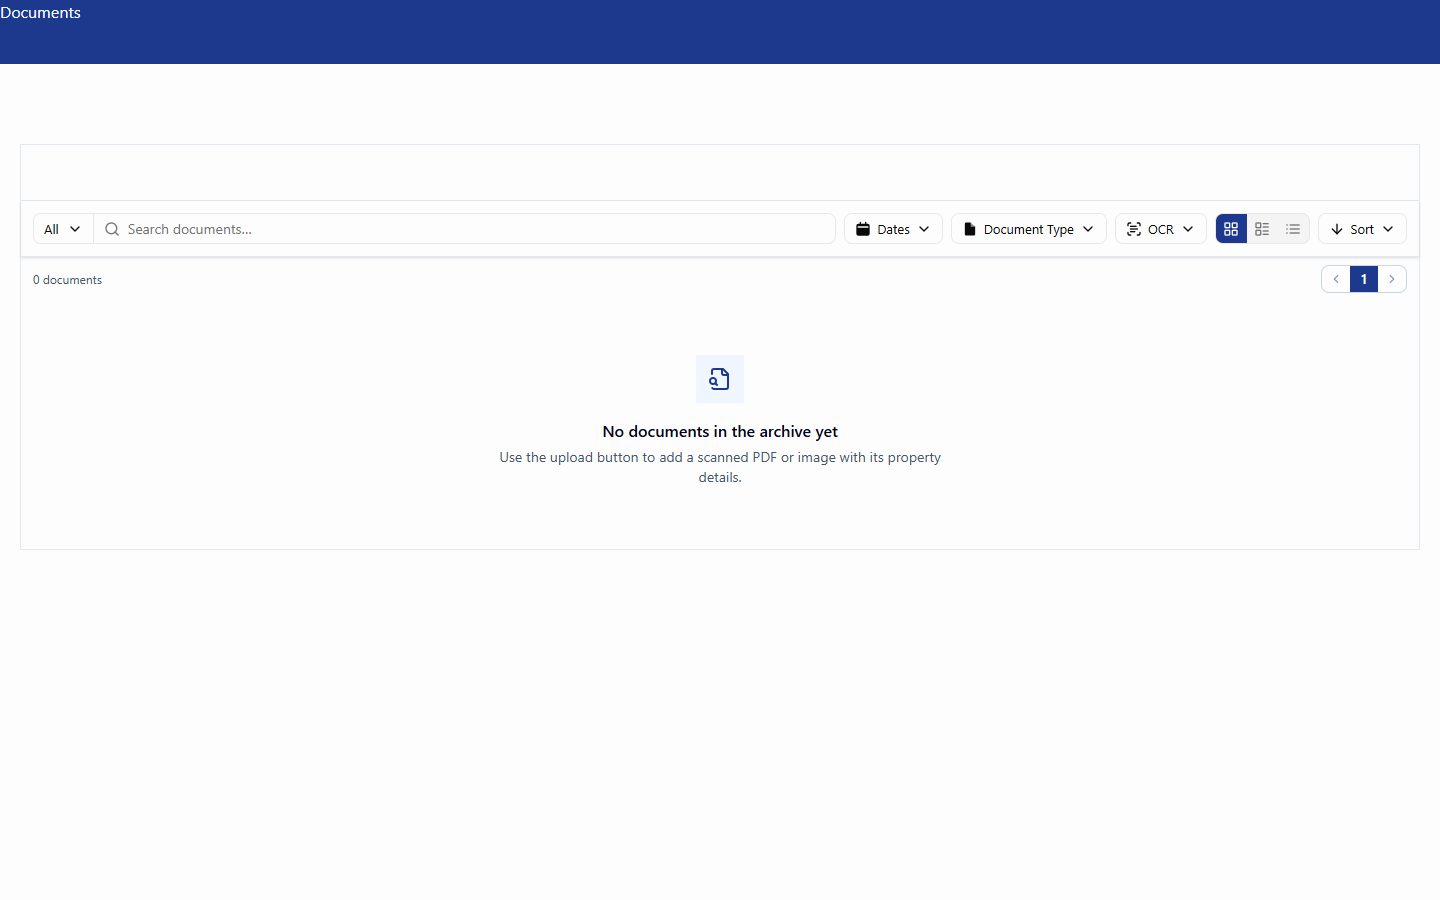 Documents
All
Search documents...
Dates
Document Type
OCR
Sort
0 documents
1
No documents in the archive yet
Use the upload button to add a scanned PDF or image with its property
details.